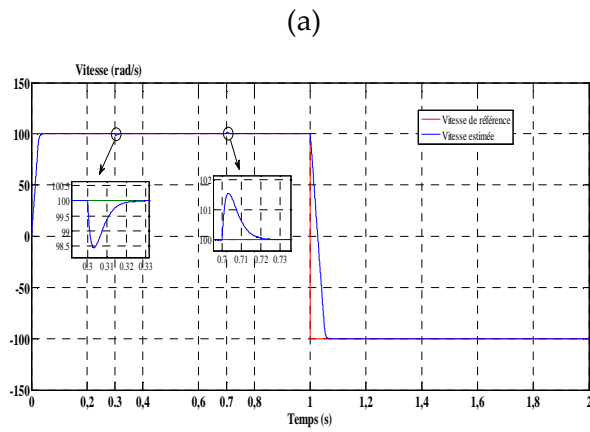 (a)
Vitesse (rad/s)
150
100
50
0
-50
-100
-150
Vitesse de référence
Vitesse estimée
100.5
100
99.5
99
98.5
0.3 0.31 0.32 0.33
102
101
100
0.7 0.71 0.72 0.73
0 0,2 0.3 0,4 0,6 0.7 0,8 1 1,2 1,4 1,6 1,8 2
Temps (s)